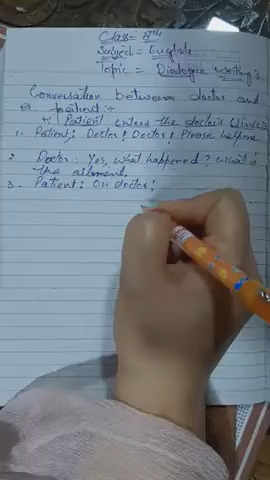 Class = 8th
Subject = English
Topic = Dialogue writing's
Conversation between doctor and
patient :-
Patient enters the doctor's clinic
1. Patient : Doctor! Doctor! Please help me
2. Doctor : Yes, what happened? What is
the ailment.
3. Patient : Oh doctor!